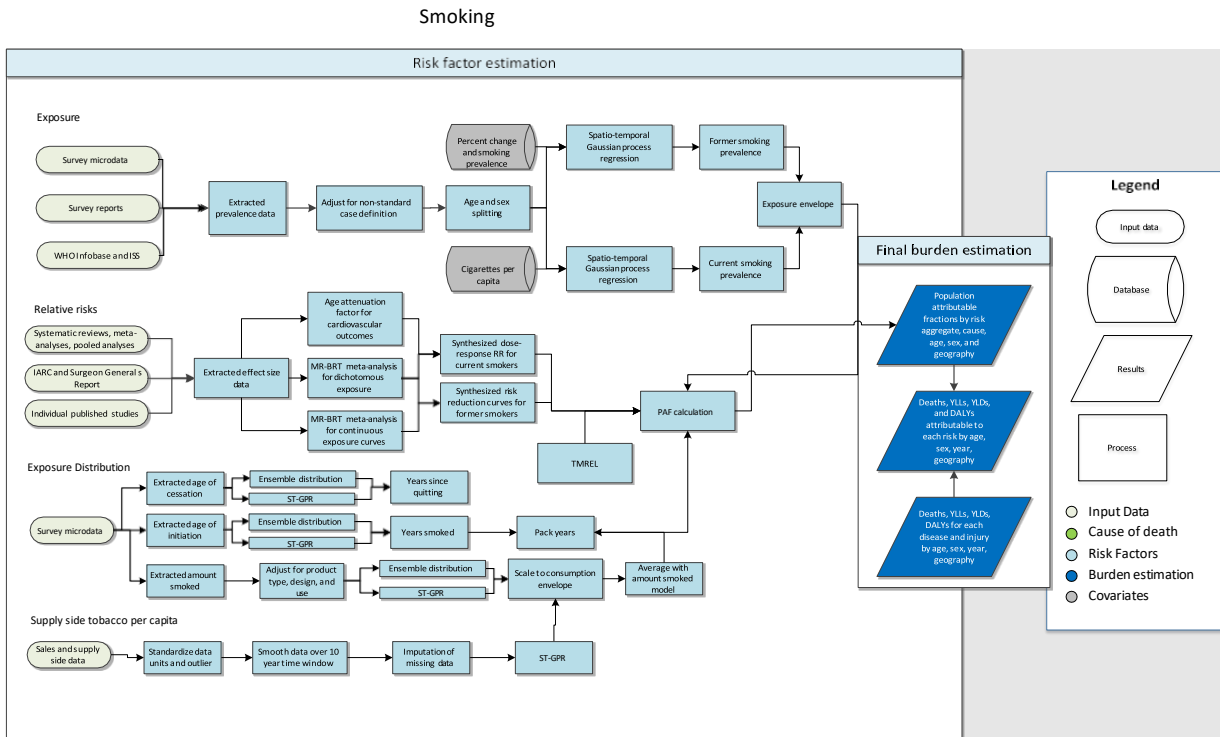 Smoking
Risk factor estimation
Exposure
Survey microdata
Survey reports
WHO Infobase and ISS
Extracted
prevalence data
Adjust for non-standard
case definition
Age and sex
splitting
Percent change
and smoking
prevalence
Cigarettes per
capita
Spatio-temporal
Gaussian process
regression
Former smoking
prevalence
Spatio-temporal
Gaussian process
regression
Current smoking
prevalence
Exposure envelope
Relative risks
Systematic reviews, meta-
analyses, pooled analyses
IARC and Surgeon General s
Report
Individual published studies
Extracted effect size
data
Age attenuation
factor for
cardiovascular
outcomes
MR-BRT meta-analysis
for dichotomous
exposure
MR-BRT meta-analysis
for continuous
exposure curves
Synthesized dose-
response RR for
current smokers
Synthesized risk
reduction curves for
former smokers
TMREL
PAF calculation
Exposure Distribution
Survey microdata
Extracted age of
cessation
Ensemble distribution
ST-GPR
Years since
quitting
Extracted age of
initiation
Ensemble distribution
ST-GPR
Years smoked
Pack years
Extracted amount
smoked
Adjust for product
type, design, and
use
Ensemble distribution
ST-GPR
Scale to consumption
envelope
Average with
amount smoked
model
Supply side tobacco per capita
Sales and supply
side data
Standardize data
units and outlier
Smooth data over 10
year time window
Imputation of
missing data
ST-GPR
Final burden estimation
Population
attributable
fractions by risk
aggregate, cause,
age, sex, and
geography
Deaths, YLLs, YLDs,
and DALYs
attributable to
each risk by age,
sex, year,
geography
Deaths, YLLs, YLDs,
DALYs for each
disease and injury
by age, sex, year,
geography
Legend
Input data
Database
Results
Process
Input Data
Cause of death
Risk Factors
Burden estimation
Covariates